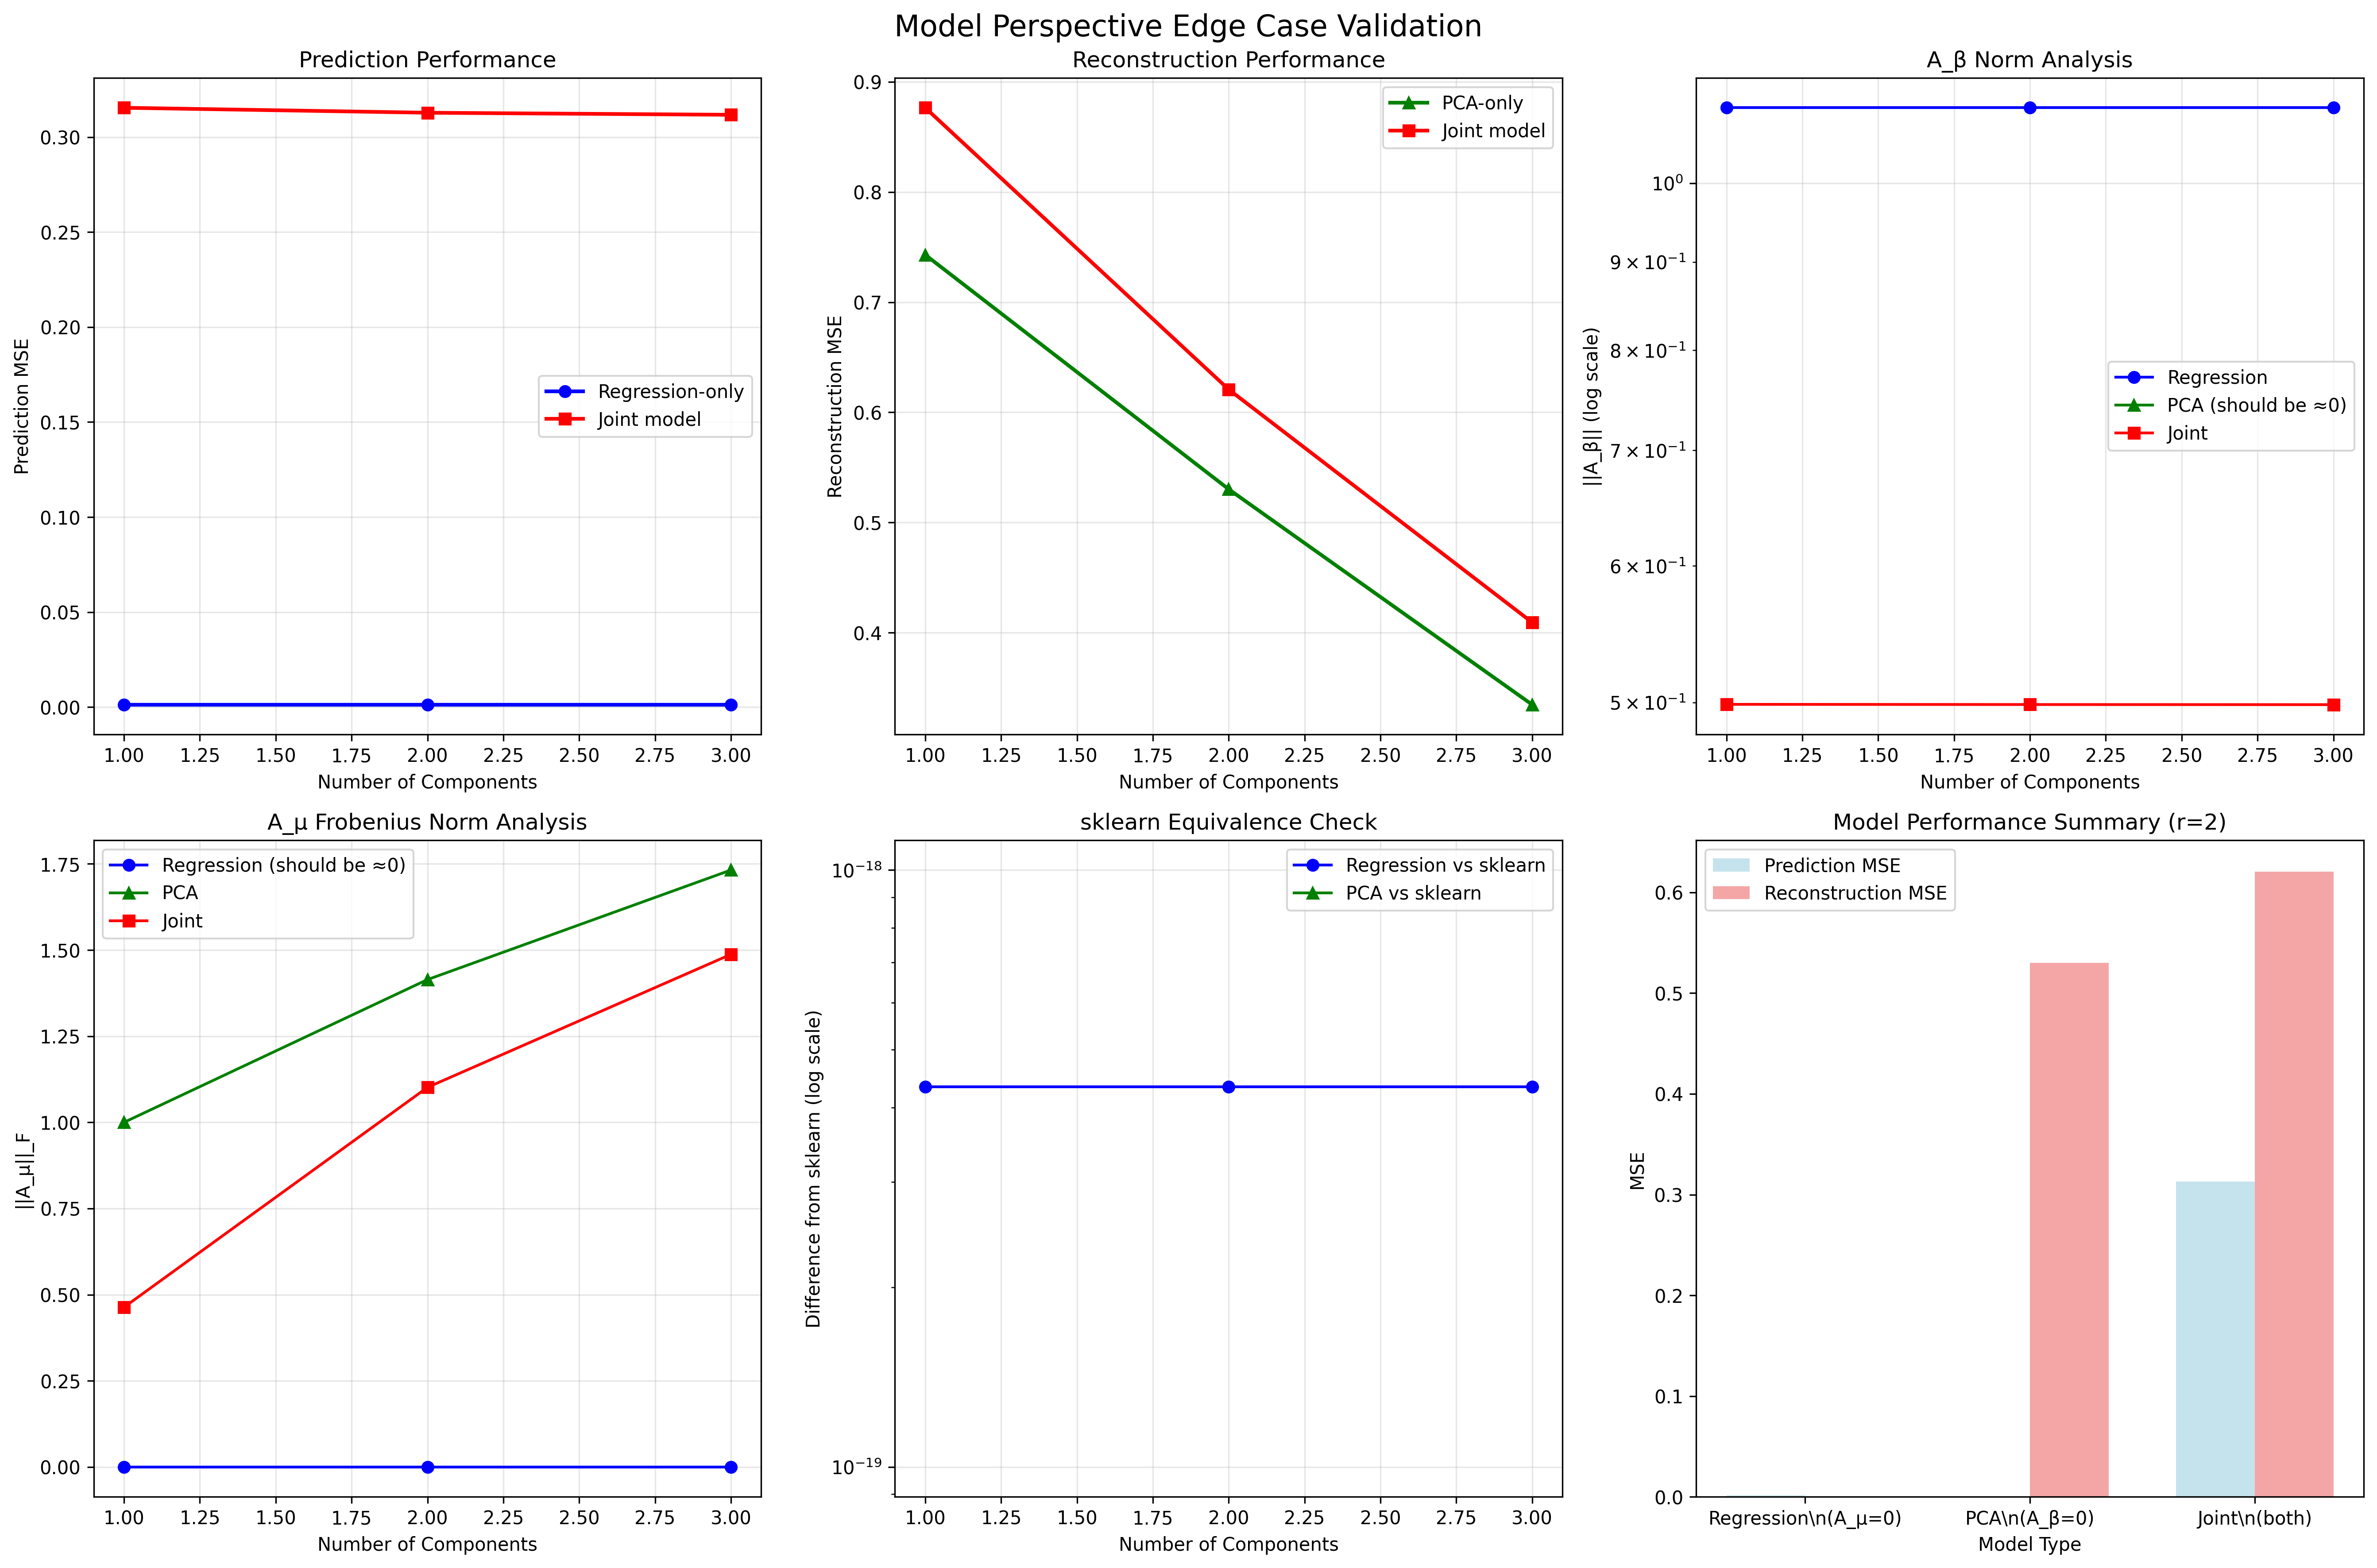 Model Perspective Edge Case Validation
Prediction Performance
Prediction MSE
0.30
0.25
0.20
0.15
0.10
0.05
0.00
Regression-only
Joint model
1.00 1.25 1.50 1.75 2.00 2.25 2.50 2.75 3.00
Number of Components
Reconstruction Performance
Reconstruction MSE
0.9
0.8
0.7
0.6
0.5
0.4
PCA-only
Joint model
1.00 1.25 1.50 1.75 2.00 2.25 2.50 2.75 3.00
Number of Components
A_β Norm Analysis
||A_β|| (log scale)
10⁰
9 × 10⁻¹
8 × 10⁻¹
7 × 10⁻¹
6 × 10⁻¹
5 × 10⁻¹
Regression
PCA (should be ≈0)
Joint
1.00 1.25 1.50 1.75 2.00 2.25 2.50 2.75 3.00
Number of Components
A_μ Frobenius Norm Analysis
||A_μ||_F
1.75
1.50
1.25
1.00
0.75
0.50
0.25
0.00
Regression (should be ≈0)
PCA
Joint
1.00 1.25 1.50 1.75 2.00 2.25 2.50 2.75 3.00
Number of Components
sklearn Equivalence Check
Difference from sklearn (log scale)
10⁻¹⁸
10⁻¹⁹
Regression vs sklearn
PCA vs sklearn
1.00 1.25 1.50 1.75 2.00 2.25 2.50 2.75 3.00
Number of Components
Model Performance Summary (r=2)
MSE
0.6
0.5
0.4
0.3
0.2
0.1
0.0
Prediction MSE
Reconstruction MSE
Regression\n(A_μ=0) PCA\n(A_β=0) Joint\n(both)
Model Type